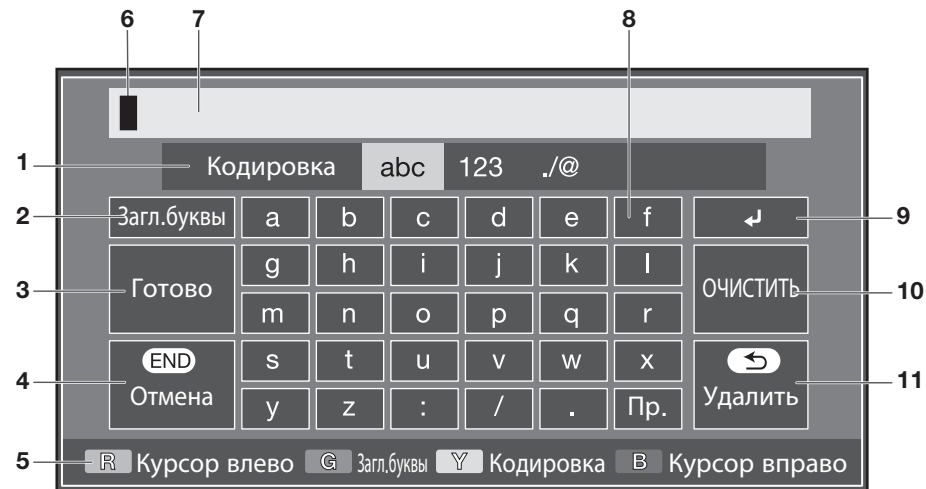 6 7 8
1 Кодировка abc 123 ./@
2 Загл.буквы a b c d e f ↲ 9
g h i j k l
3 Готово ОЧИСТИТЬ 10
m n o p q r
END s t u v w x
4 Отмена Удалить 11
y z : / . Пр.
5 R Курсор влево G Загл.буквы Y Кодировка B Курсор вправо